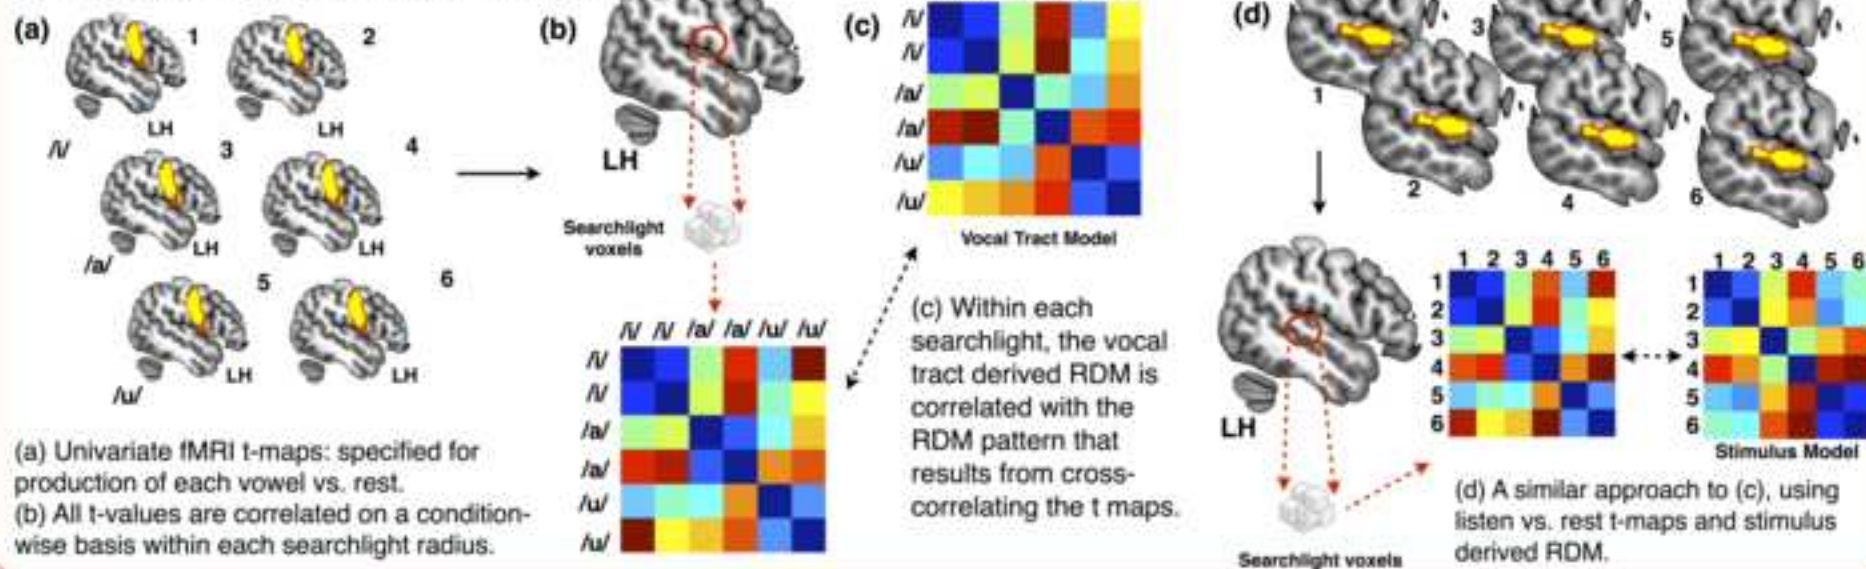 (a)
1
2
LH
LH
/i/
3
4
LH
LH
/a/
5
6
LH
LH
/u/
(a) Univariate fMRI t-maps: specified for
production of each vowel vs. rest.
(b) All t-values are correlated on a condition-
wise basis within each searchlight radius.
(b)
LH
Searchlight
voxels
/i/ /i/ /a/ /a/ /u/ /u/
/i/
/i/
/a/
/a/
/u/
/u/
(c)
/i/
/i/
/a/
/a/
/u/
/u/
Vocal Tract Model
(c) Within each
searchlight, the vocal
tract derived RDM is
correlated with the
RDM pattern that
results from cross-
correlating the t maps.
(d)
1
2
3
4
5
6
LH
Searchlight voxels
1 2 3 4 5 6
1
2
3
4
5
6
1 2 3 4 5 6
1
2
3
4
5
6
Stimulus Model
(d) A similar approach to (c), using
listen vs. rest t-maps and stimulus
derived RDM.